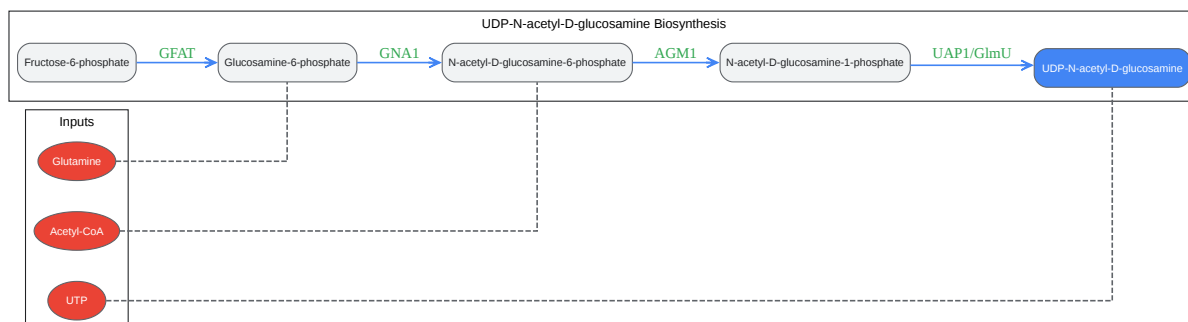 UDP-N-acetyl-D-glucosamine Biosynthesis
Fructose-6-phosphate
GFAT
Glucosamine-6-phosphate
GNA1
N-acetyl-D-glucosamine-6-phosphate
AGM1
N-acetyl-D-glucosamine-1-phosphate
UAP1/GlmU
UDP-N-acetyl-D-glucosamine
Inputs
Glutamine
Acetyl-CoA
UTP